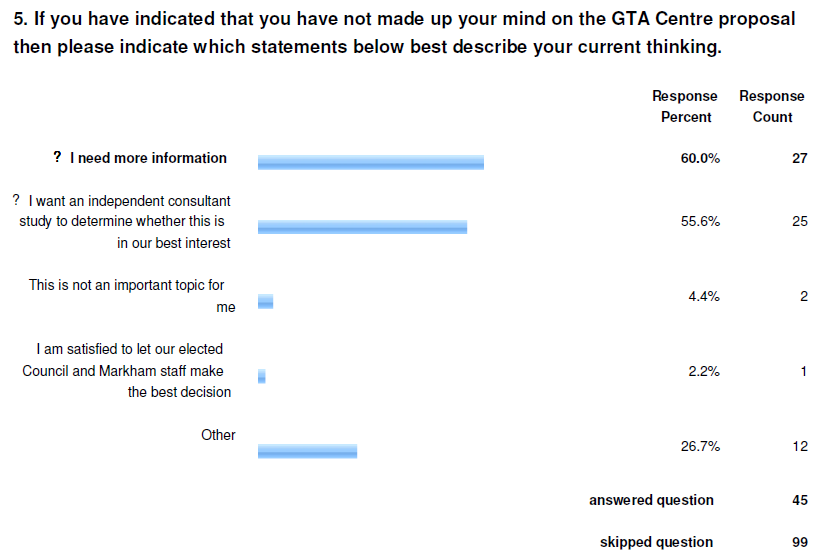 5. If you have indicated that you have not made up your mind on the GTA Centre proposal
then please indicate which statements below best describe your current thinking.
Response Percent
Response Count
? I need more information 60.0% 27
? I want an independent consultant
study to determine whether this is 55.6% 25
in our best interest
This is not an important topic for
me 4.4% 2
I am satisfied to let our elected
Council and Markham staff make 2.2% 1
the best decision
Other 26.7% 12
answered question 45
skipped question 99